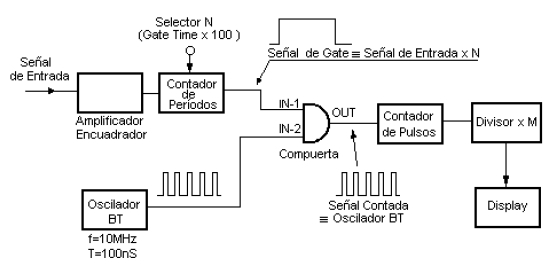 Selector N
(Gate Time x 100 )
Señal
de Entrada
Señal de Gate ≡ Señal de Entrada x N
Contador
de
Períodos
Amplificador
Encuadrador
IN-1
IN-2
OUT
Compuerta
Contador
de Pulsos
Divisor x M
Oscilador
BT
f=10MHz
T=100nS
Señal Contada
≡ Oscilador BT
Display